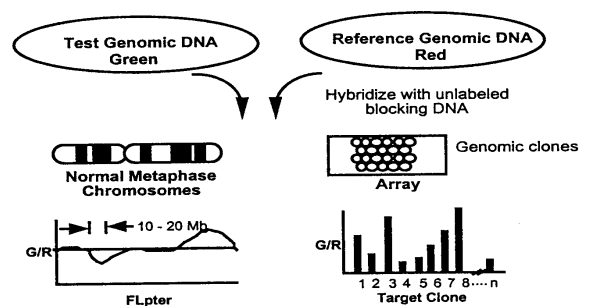 Test Genomic DNA
Green
Reference Genomic DNA
Red
Hybridize with unlabeled
blocking DNA
Normal Metaphase
Chromosomes
Genomic clones
Array
10 - 20 Mb
G/R
FLpter
G/R
1 2 3 4 5 6 7 8 .... n
Target Clone